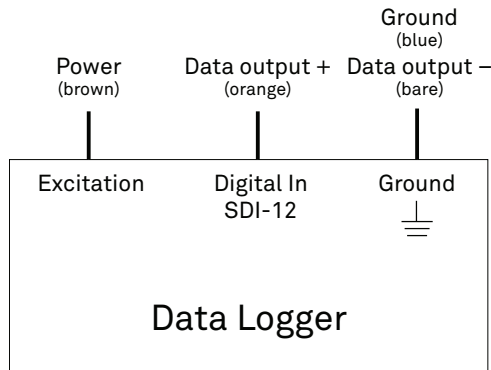 Ground
(blue)
Power Data output + Data output –
(brown) (orange) (bare)
Excitation Digital In Ground
SDI-12
Data Logger